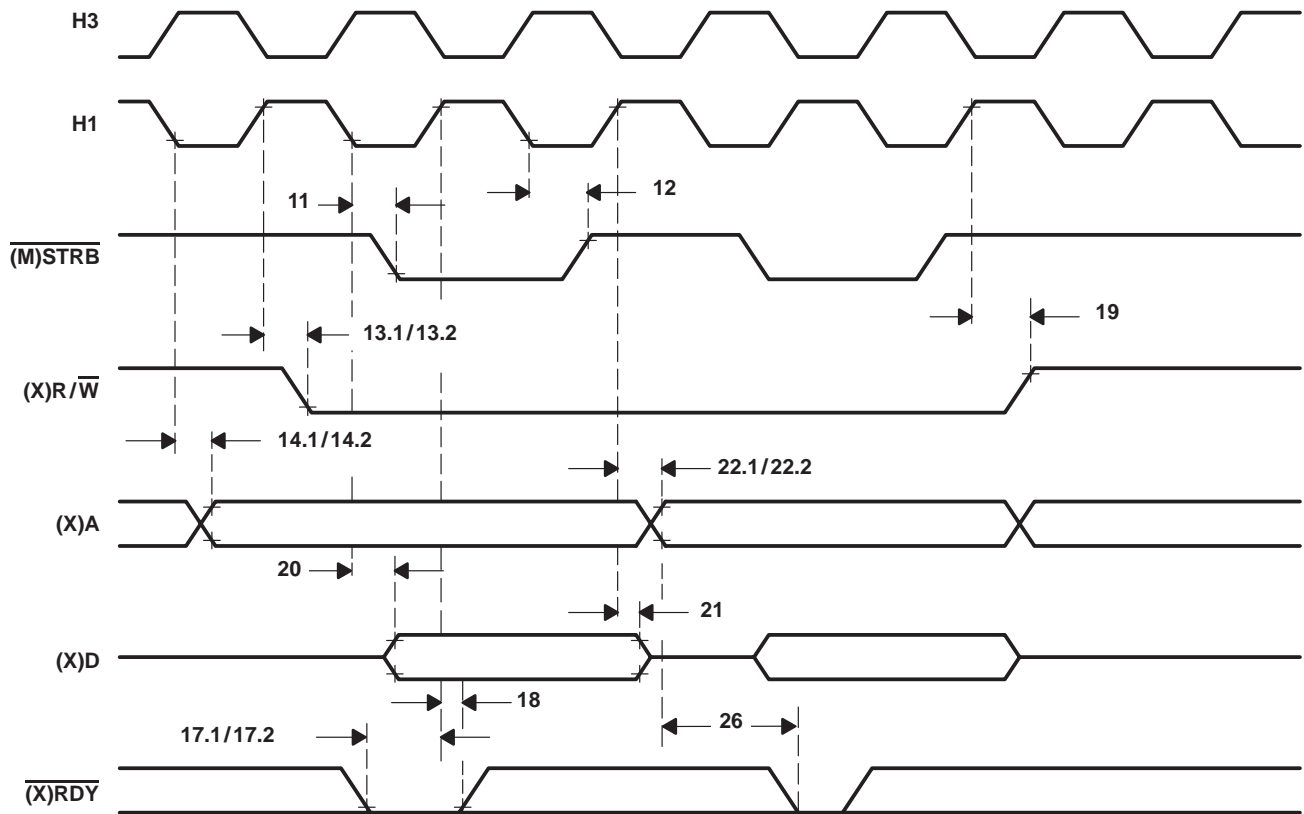 H3
H1
11
12
(M)STRB
13.1/13.2
19
(X)R/W
14.1/14.2
22.1/22.2
(X)A
20
21
(X)D
18
26
17.1/17.2
(X)RDY